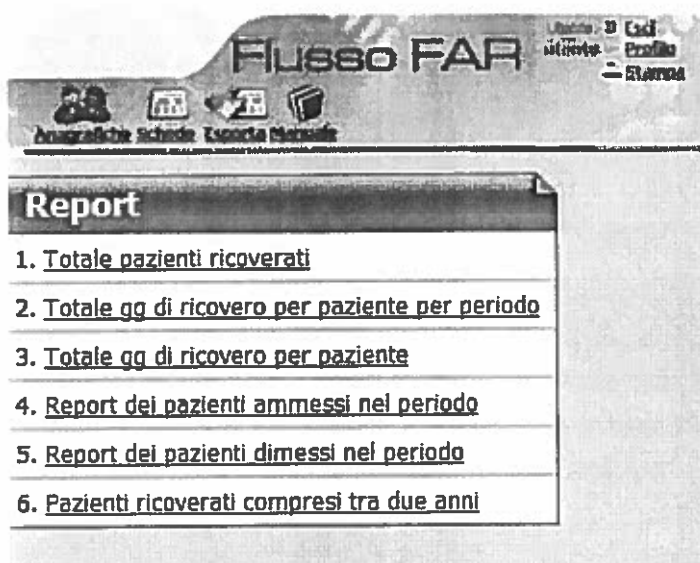 Flusso FAR
Utente
Esci
Profilo
Stampa
Anagrafiche Schede Esporta Manuale
Report
1. Totale pazienti ricoverati
2. Totale gg di ricovero per paziente per periodo
3. Totale gg di ricovero per paziente
4. Report dei pazienti ammessi nel periodo
5. Report dei pazienti dimessi nel periodo
6. Pazienti ricoverati compresi tra due anni